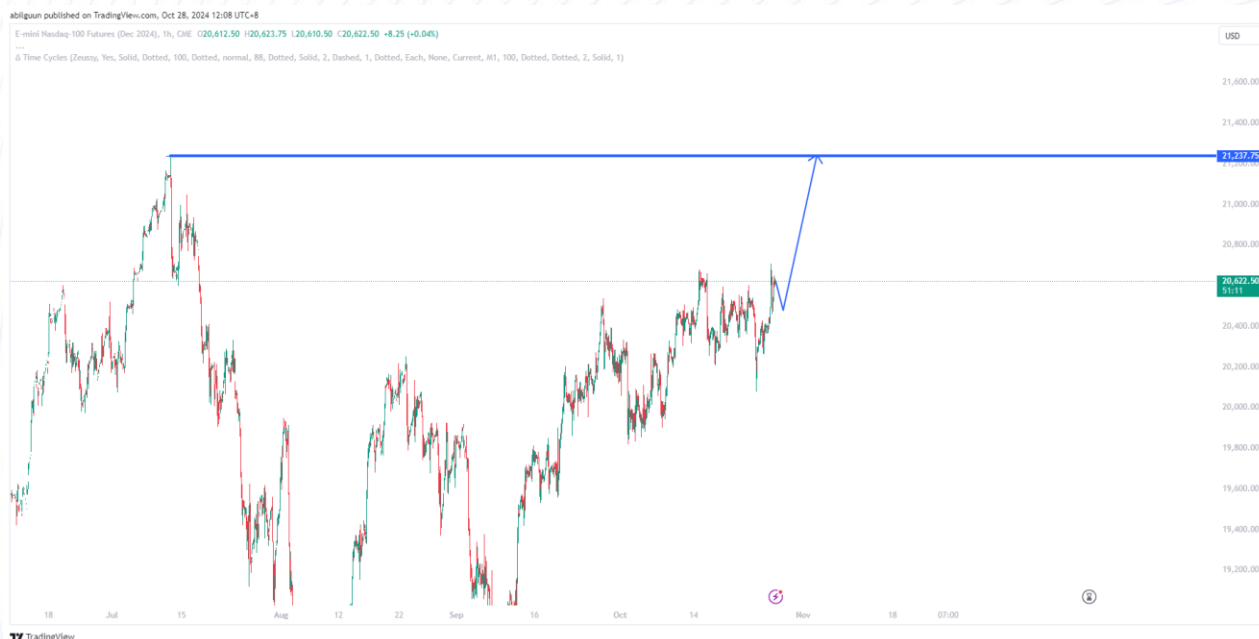 abilguun published on TradingView.com, Oct 28, 2024 12:08 UTC+8
E-mini Nasdaq-100 Futures (Dec 2024), 1h, CME O20,612.50 H20,623.75 L20,610.50 C20,622.50 +8.25 (+0.04%)
USD
...
Δ Time Cycles (Zeussy, Yes, Solid, Dotted, 100, Dotted, normal, 88, Dotted, Solid, 2, Dashed, 1, Dotted, Each, None, Current, M1, 100, Dotted, Dotted, 2, Solid, 1)
21,600.00
21,400.00
21,237.75
21,200.00
21,000.00
20,800.00
20,622.50
51:11
20,400.00
20,200.00
20,000.00
19,800.00
19,600.00
19,400.00
19,200.00
18 Jul 15 Aug 12 22 Sep 16 Oct 14 Nov 18 07:00
TradingView